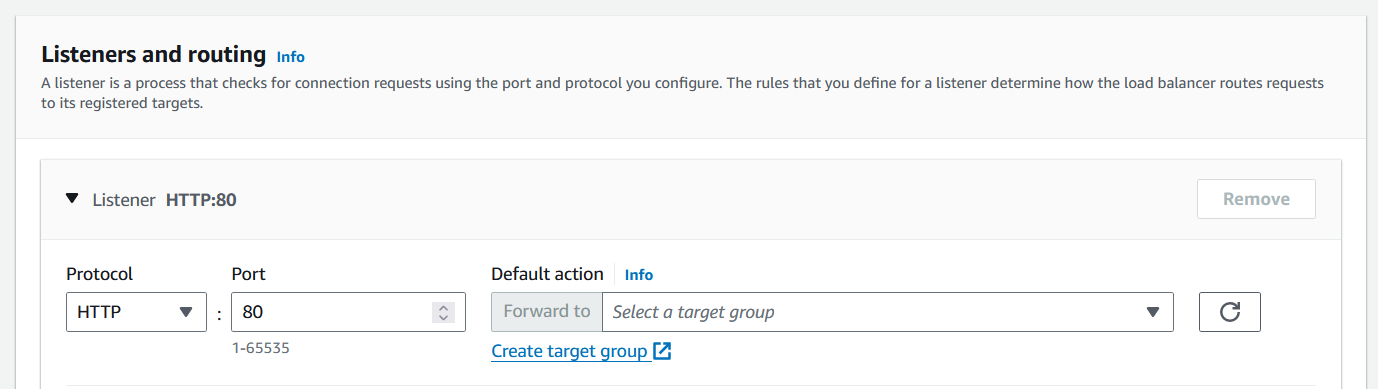 Listeners and routing Info
A listener is a process that checks for connection requests using the port and protocol you configure. The rules that you define for a listener determine how the load balancer routes requests
to its registered targets.
Listener HTTP:80
Remove
Protocol
Port
Default action
Info
HTTP
:
80
Forward to
Select a target group
1-65535
Create target group